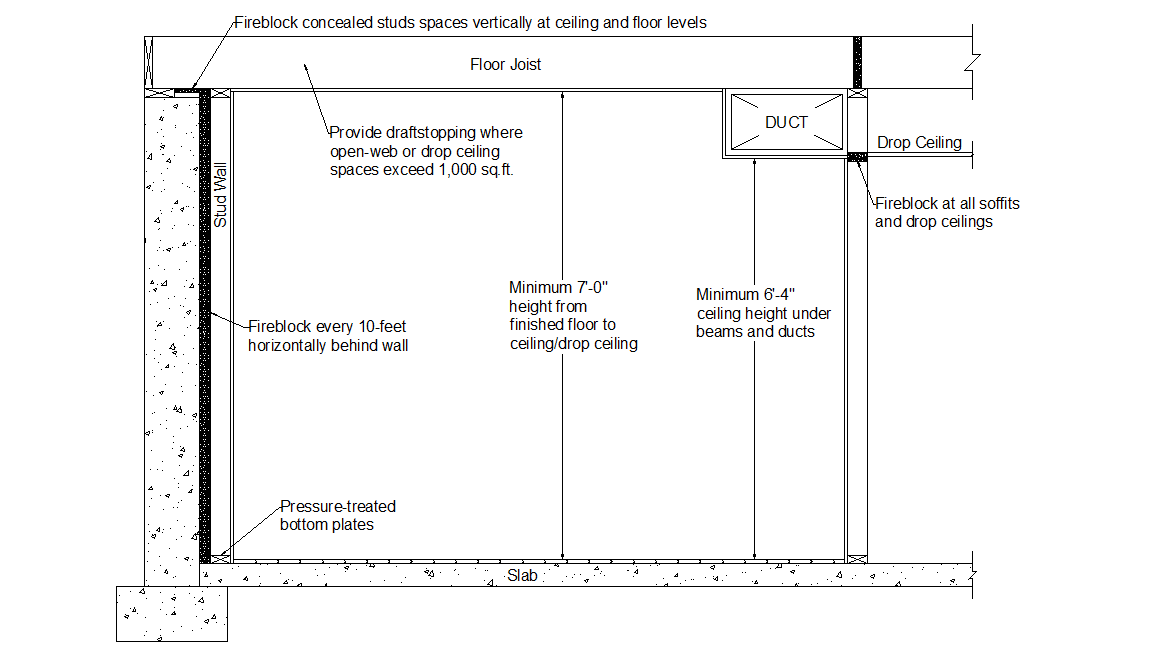 Fireblock concealed studs spaces vertically at ceiling and floor levels
Floor Joist
DUCT
Provide draftstopping where
open-web or drop ceiling
spaces exceed 1,000 sq.ft.
Drop Ceiling
Stud Wall
Fireblock at all soffits
and drop ceilings
Minimum 7'-0"
height from
finished floor to
ceiling/drop ceiling
Minimum 6'-4"
ceiling height under
beams and ducts
Fireblock every 10-feet
horizontally behind wall
Pressure-treated
bottom plates
Slab